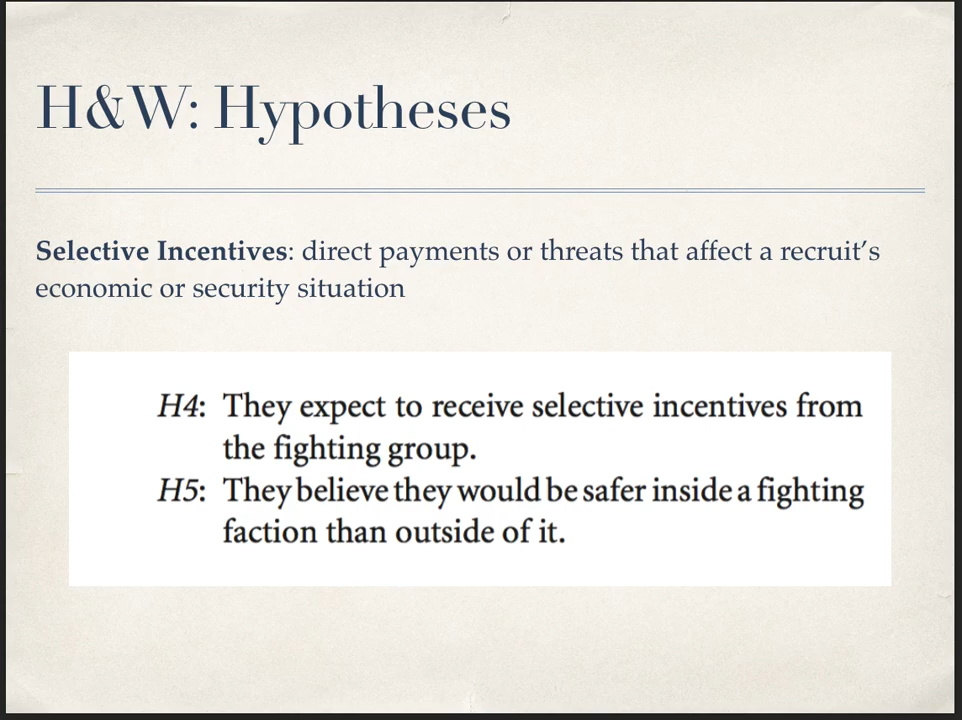 H&W: Hypotheses
Selective Incentives: direct payments or threats that affect a recruit's
economic or security situation
H4: They expect to receive selective incentives from
the fighting group.
H5: They believe they would be safer inside a fighting
faction than outside of it.